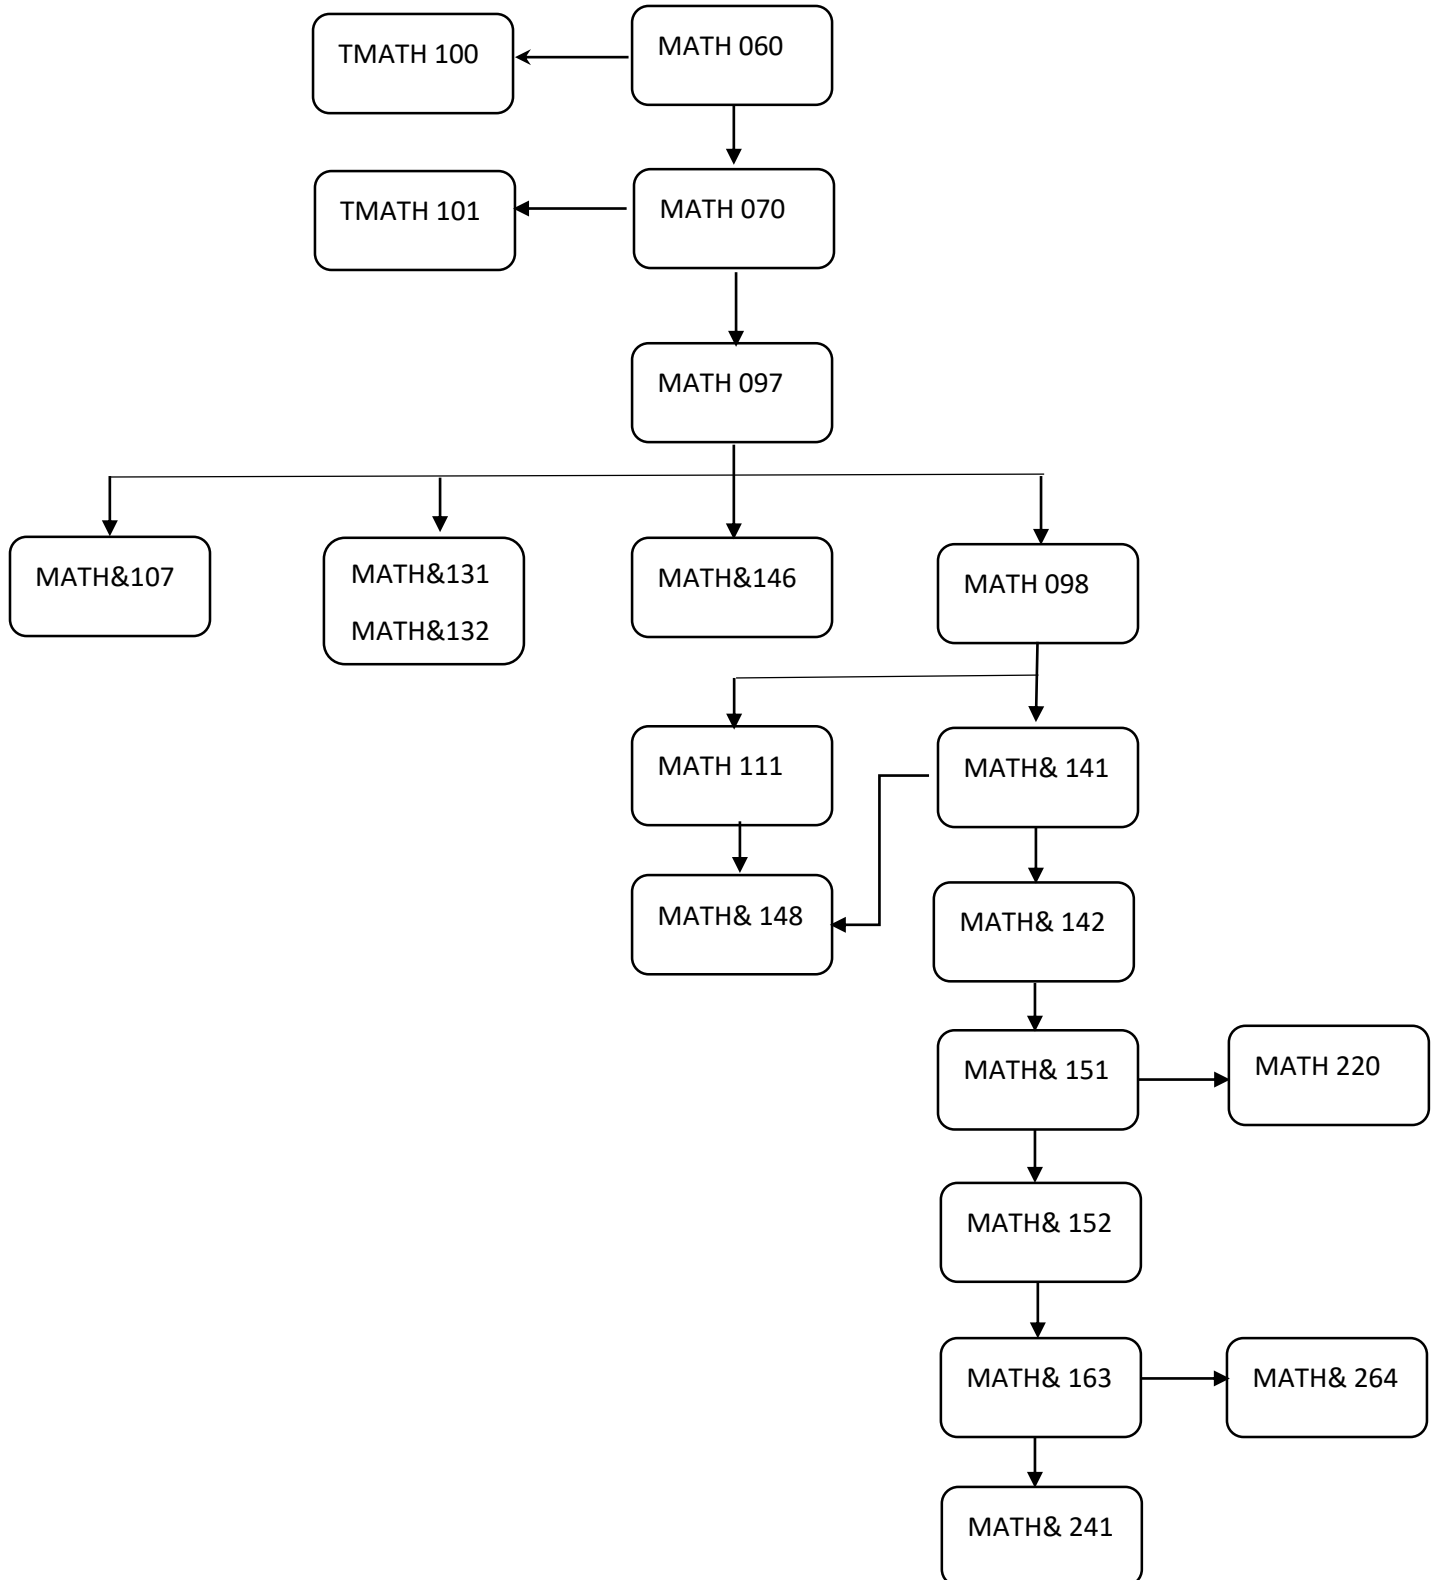 TMATH 100
MATH 060
TMATH 101
MATH 070
MATH 097
MATH&107
MATH&131
MATH&132
MATH&146
MATH 098
MATH 111
MATH& 141
MATH& 148
MATH& 142
MATH& 151
MATH 220
MATH& 152
MATH& 163
MATH& 264
MATH& 241